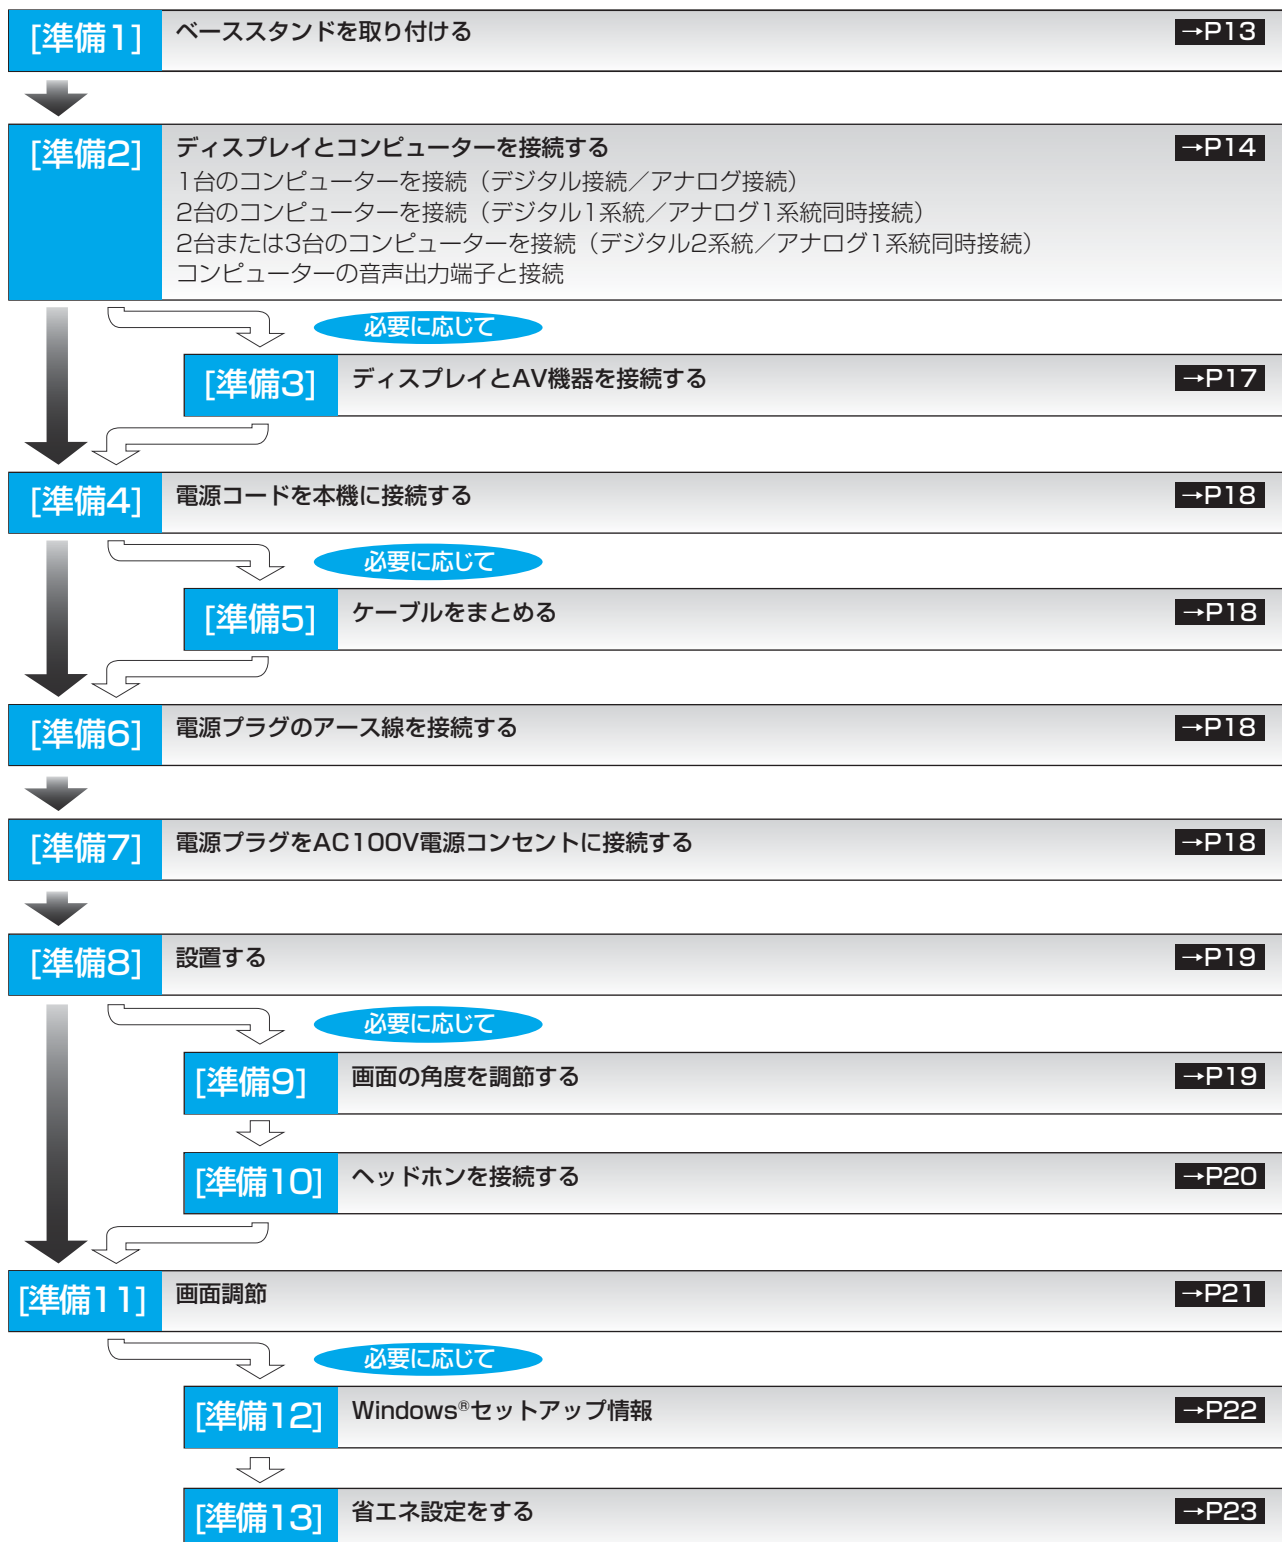 [準備1] ベーススタンドを取り付ける →P13
[準備2] ディスプレイとコンピューターを接続する →P14
1台のコンピューターを接続（デジタル接続／アナログ接続）
2台のコンピューターを接続（デジタル1系統／アナログ1系統同時接続）
2台または3台のコンピューターを接続（デジタル2系統／アナログ1系統同時接続）
コンピューターの音声出力端子と接続
必要に応じて
[準備3] ディスプレイとAV機器を接続する →P17
[準備4] 電源コードを本機に接続する →P18
必要に応じて
[準備5] ケーブルをまとめる →P18
[準備6] 電源プラグのアース線を接続する →P18
[準備7] 電源プラグをAC100V電源コンセントに接続する →P18
[準備8] 設置する →P19
必要に応じて
[準備9] 画面の角度を調節する →P19
[準備10] ヘッドホンを接続する →P20
[準備11] 画面調節 →P21
必要に応じて
[準備12] Windows®セットアップ情報 →P22
[準備13] 省エネ設定をする →P23